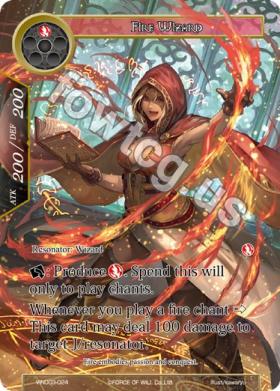 Fire Wizard
ATK 200/DEF 200
fowtcg.us
Resonator: Wizard
: Produce . Spend this will
only to play chants.
Whenever you play a fire chant ⇨
This card may deal 100 damage to
target J/resonator.
Fire embodies passion and conquest.
©FORCE OF WILL Co.,Ltd.